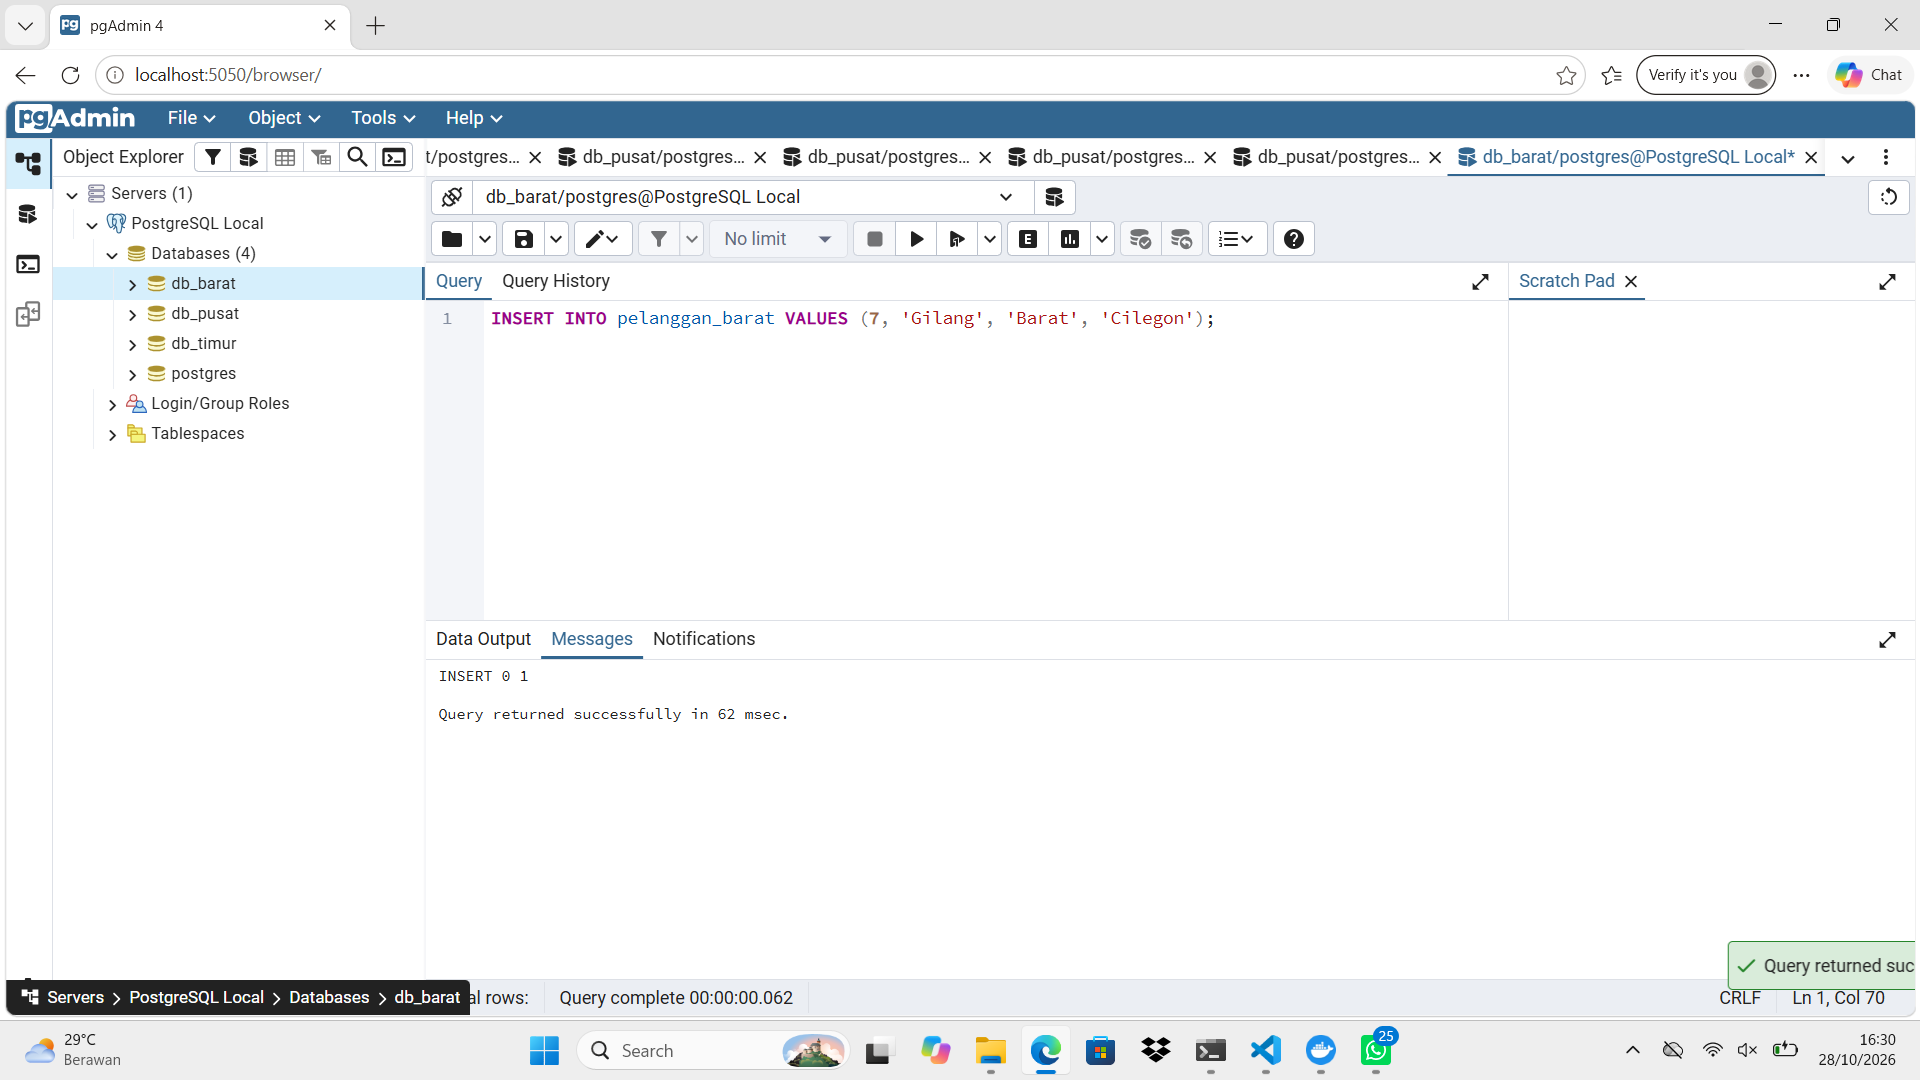 pgAdmin 4
localhost:5050/browser/
Verify it's you
Chat
pgAdmin
File
Object
Tools
Help
Object Explorer
t/postgres...
db_pusat/postgres...
db_pusat/postgres...
db_pusat/postgres...
db_pusat/postgres...
db_barat/postgres@PostgreSQL Local*
Servers (1)
PostgreSQL Local
Databases (4)
db_barat
db_pusat
db_timur
postgres
Login/Group Roles
Tablespaces
db_barat/postgres@PostgreSQL Local
No limit
E
Query
Query History
Scratch Pad
1
INSERT INTO pelanggan_barat VALUES (7, 'Gilang', 'Barat', 'Cilegon');
Data Output
Messages
Notifications
INSERT 0 1
Query returned successfully in 62 msec.
Query returned suc
Servers
PostgreSQL Local
Databases
db_barat
al rows:
Query complete 00:00:00.062
CRLF
Ln 1, Col 70
29°C
Berawan
Search
25
16:30
28/10/2026